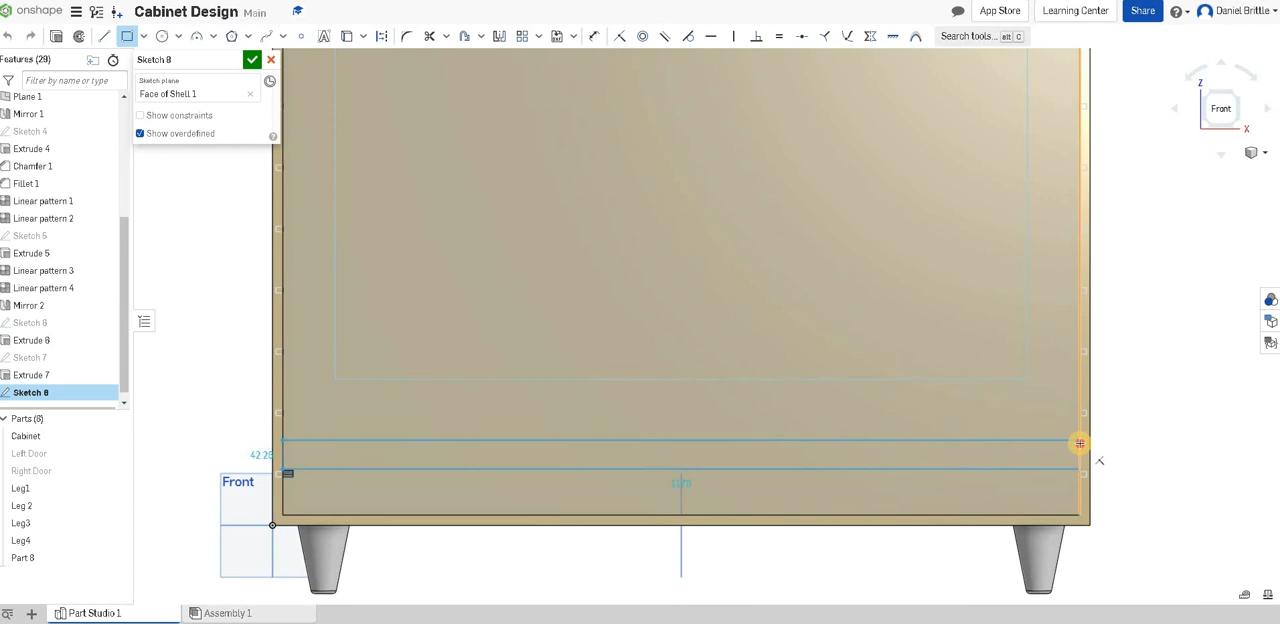 onshape Cabinet Design Main App Store Learning Center Share Daniel Brittle
Search tools... alt C
Features (29)
Filter by name or type
Plane 1
Mirror 1
Sketch 4
Extrude 4
Chamfer 1
Fillet 1
Linear pattern 1
Linear pattern 2
Sketch 5
Extrude 5
Linear pattern 3
Linear pattern 4
Mirror 2
Sketch 6
Extrude 6
Sketch 7
Extrude 7
Sketch 8
Parts (8)
Cabinet
Left Door
Right Door
Leg1
Leg 2
Leg3
Leg4
Part 8
Sketch 8
Sketch plane
Face of Shell 1
Show constraints
Show overdefined
Z
Front
X
Front
Part Studio 1 Assembly 1